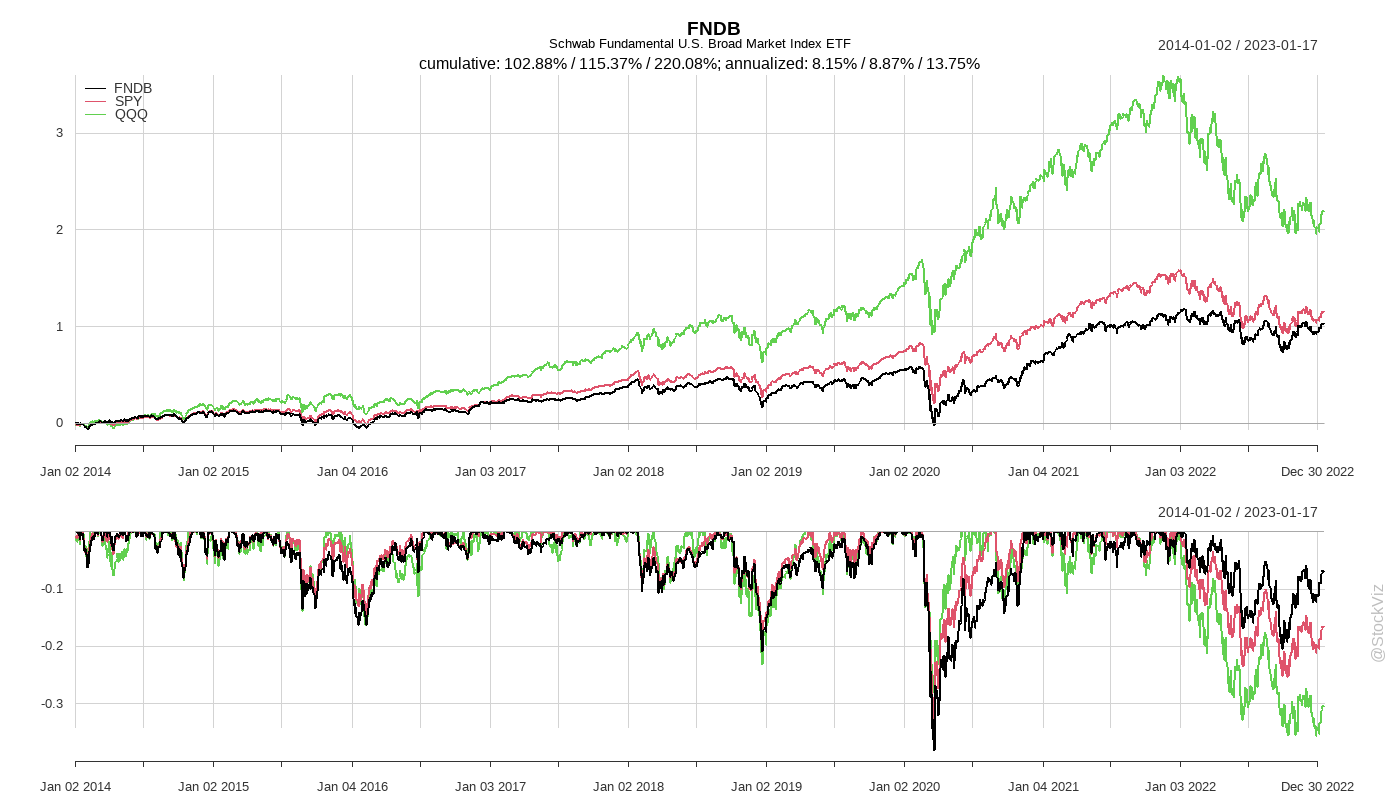 FNDB
Schwab Fundamental U.S. Broad Market Index ETF
2014-01-02 / 2023-01-17
cumulative: 102.88% / 115.37% / 220.08%; annualized: 8.15% / 8.87% / 13.75%
FNDB
SPY
QQQ
3
2
1
0
Jan 02 2014 Jan 02 2015 Jan 04 2016 Jan 03 2017 Jan 02 2018 Jan 02 2019 Jan 02 2020 Jan 04 2021 Jan 03 2022 Dec 30 2022
2014-01-02 / 2023-01-17
-0.1
-0.2
-0.3
Jan 02 2014 Jan 02 2015 Jan 04 2016 Jan 03 2017 Jan 02 2018 Jan 02 2019 Jan 02 2020 Jan 04 2021 Jan 03 2022 Dec 30 2022
@StockViz